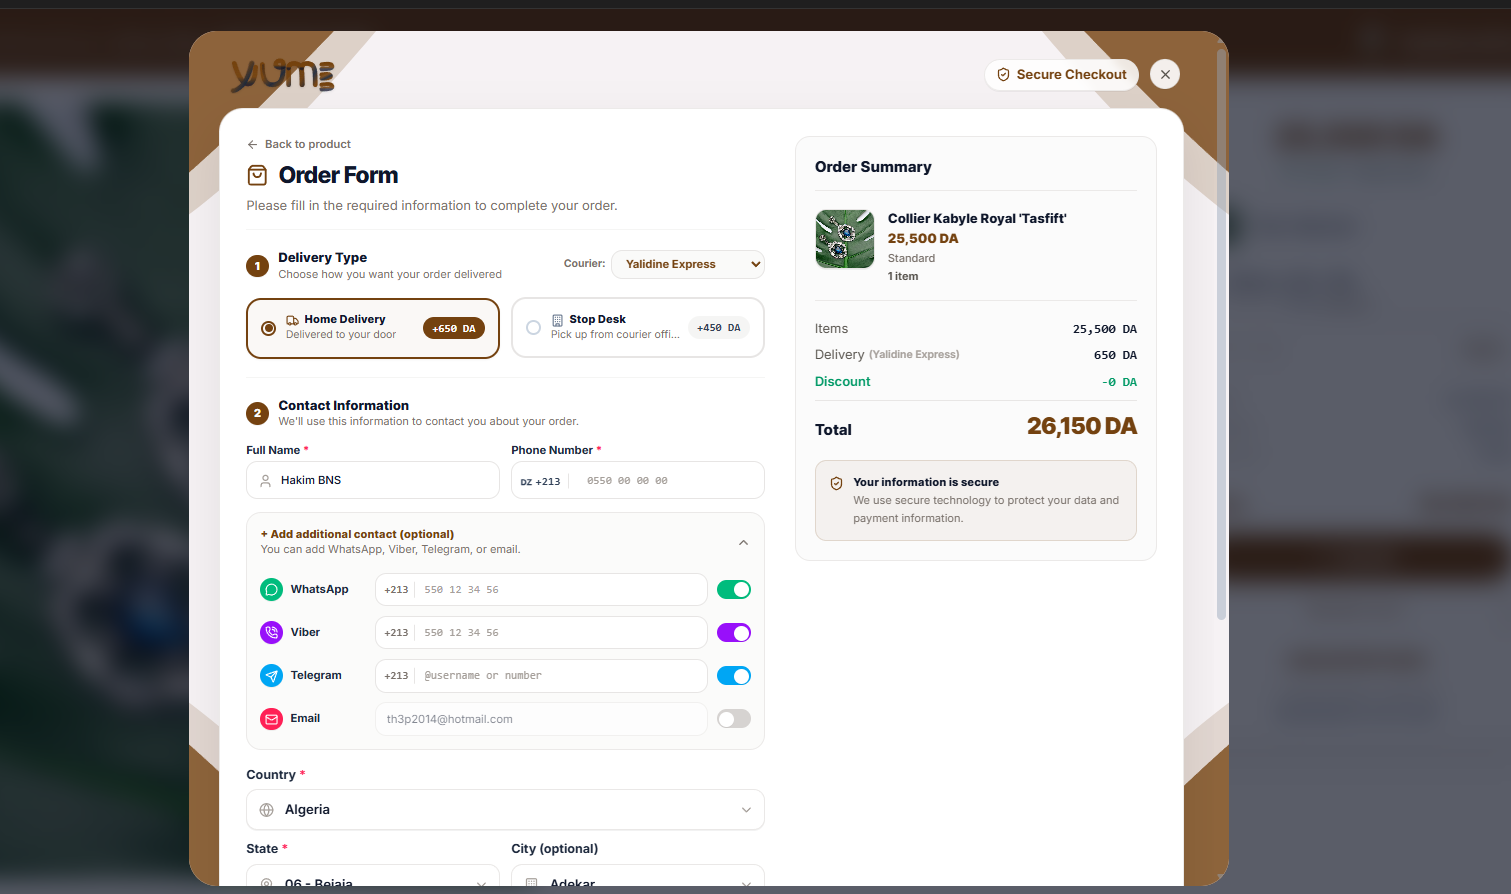 yume
Secure Checkout
Back to product
Order Form
Please fill in the required information to complete your order.
1
Delivery Type
Choose how you want your order delivered
Courier:
Yalidine Express
Home Delivery
Delivered to your door
+650 DA
Stop Desk
Pick up from courier offi...
+450 DA
2
Contact Information
We'll use this information to contact you about your order.
Full Name *
Hakim BNS
Phone Number *
DZ +213
0550 00 00 00
+ Add additional contact (optional)
You can add WhatsApp, Viber, Telegram, or email.
WhatsApp
+213
550 12 34 56
Viber
+213
550 12 34 56
Telegram
+213
@username or number
Email
th3p2014@hotmail.com
Country *
Algeria
State *
06 - Bejaia
City (optional)
Adekar
Order Summary
Collier Kabyle Royal 'Tasfift'
25,500 DA
Standard
1 item
Items
25,500 DA
Delivery (Yalidine Express)
650 DA
Discount
-0 DA
Total
26,150 DA
Your information is secure
We use secure technology to protect your data and
payment information.